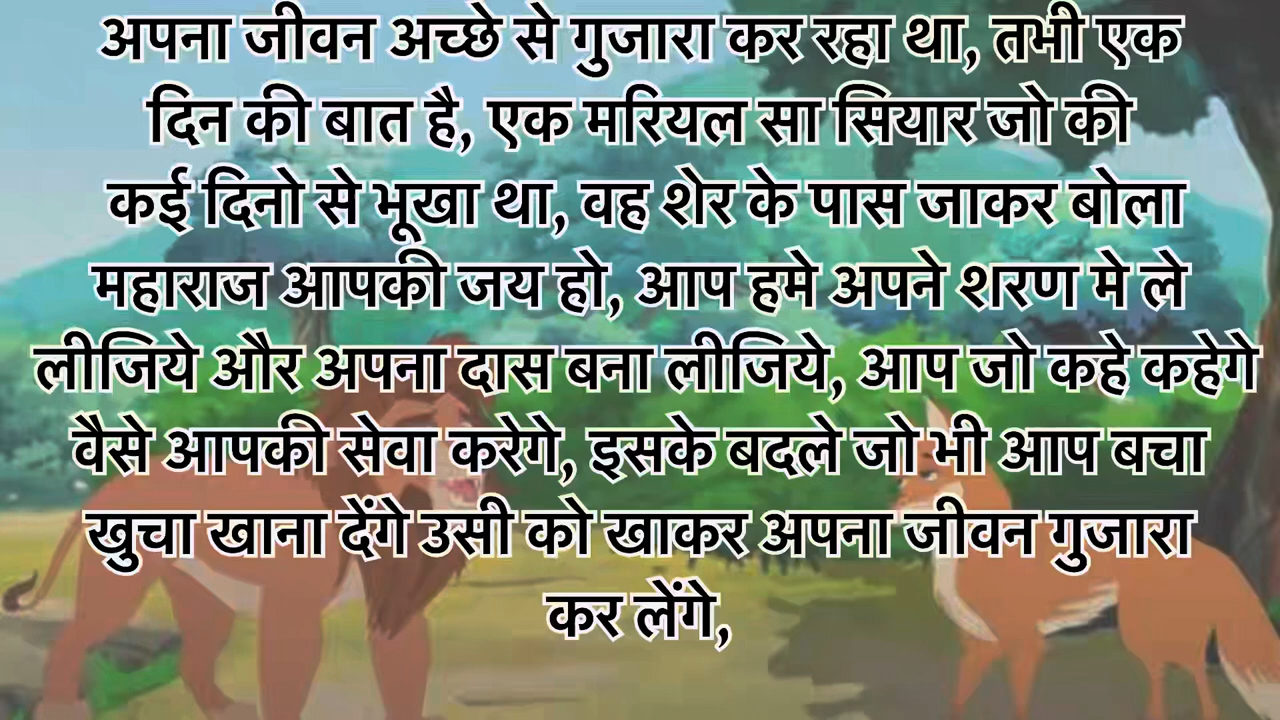 अपना जीवन अच्छे से गुजारा कर रहा था, तभी एक
दिन की बात है, एक मरियल सा सियार जो की
कई दिनो से भूखा था, वह शेर के पास जाकर बोला
महाराज आपकी जय हो, आप हमे अपने शरण मे ले
लीजिये और अपना दास बना लीजिये, आप जो कहे कहेगे
वैसे आपकी सेवा करेगे, इसके बदले जो भी आप बचा
खुचा खाना देंगे उसी को खाकर अपना जीवन गुजारा
कर लेंगे,